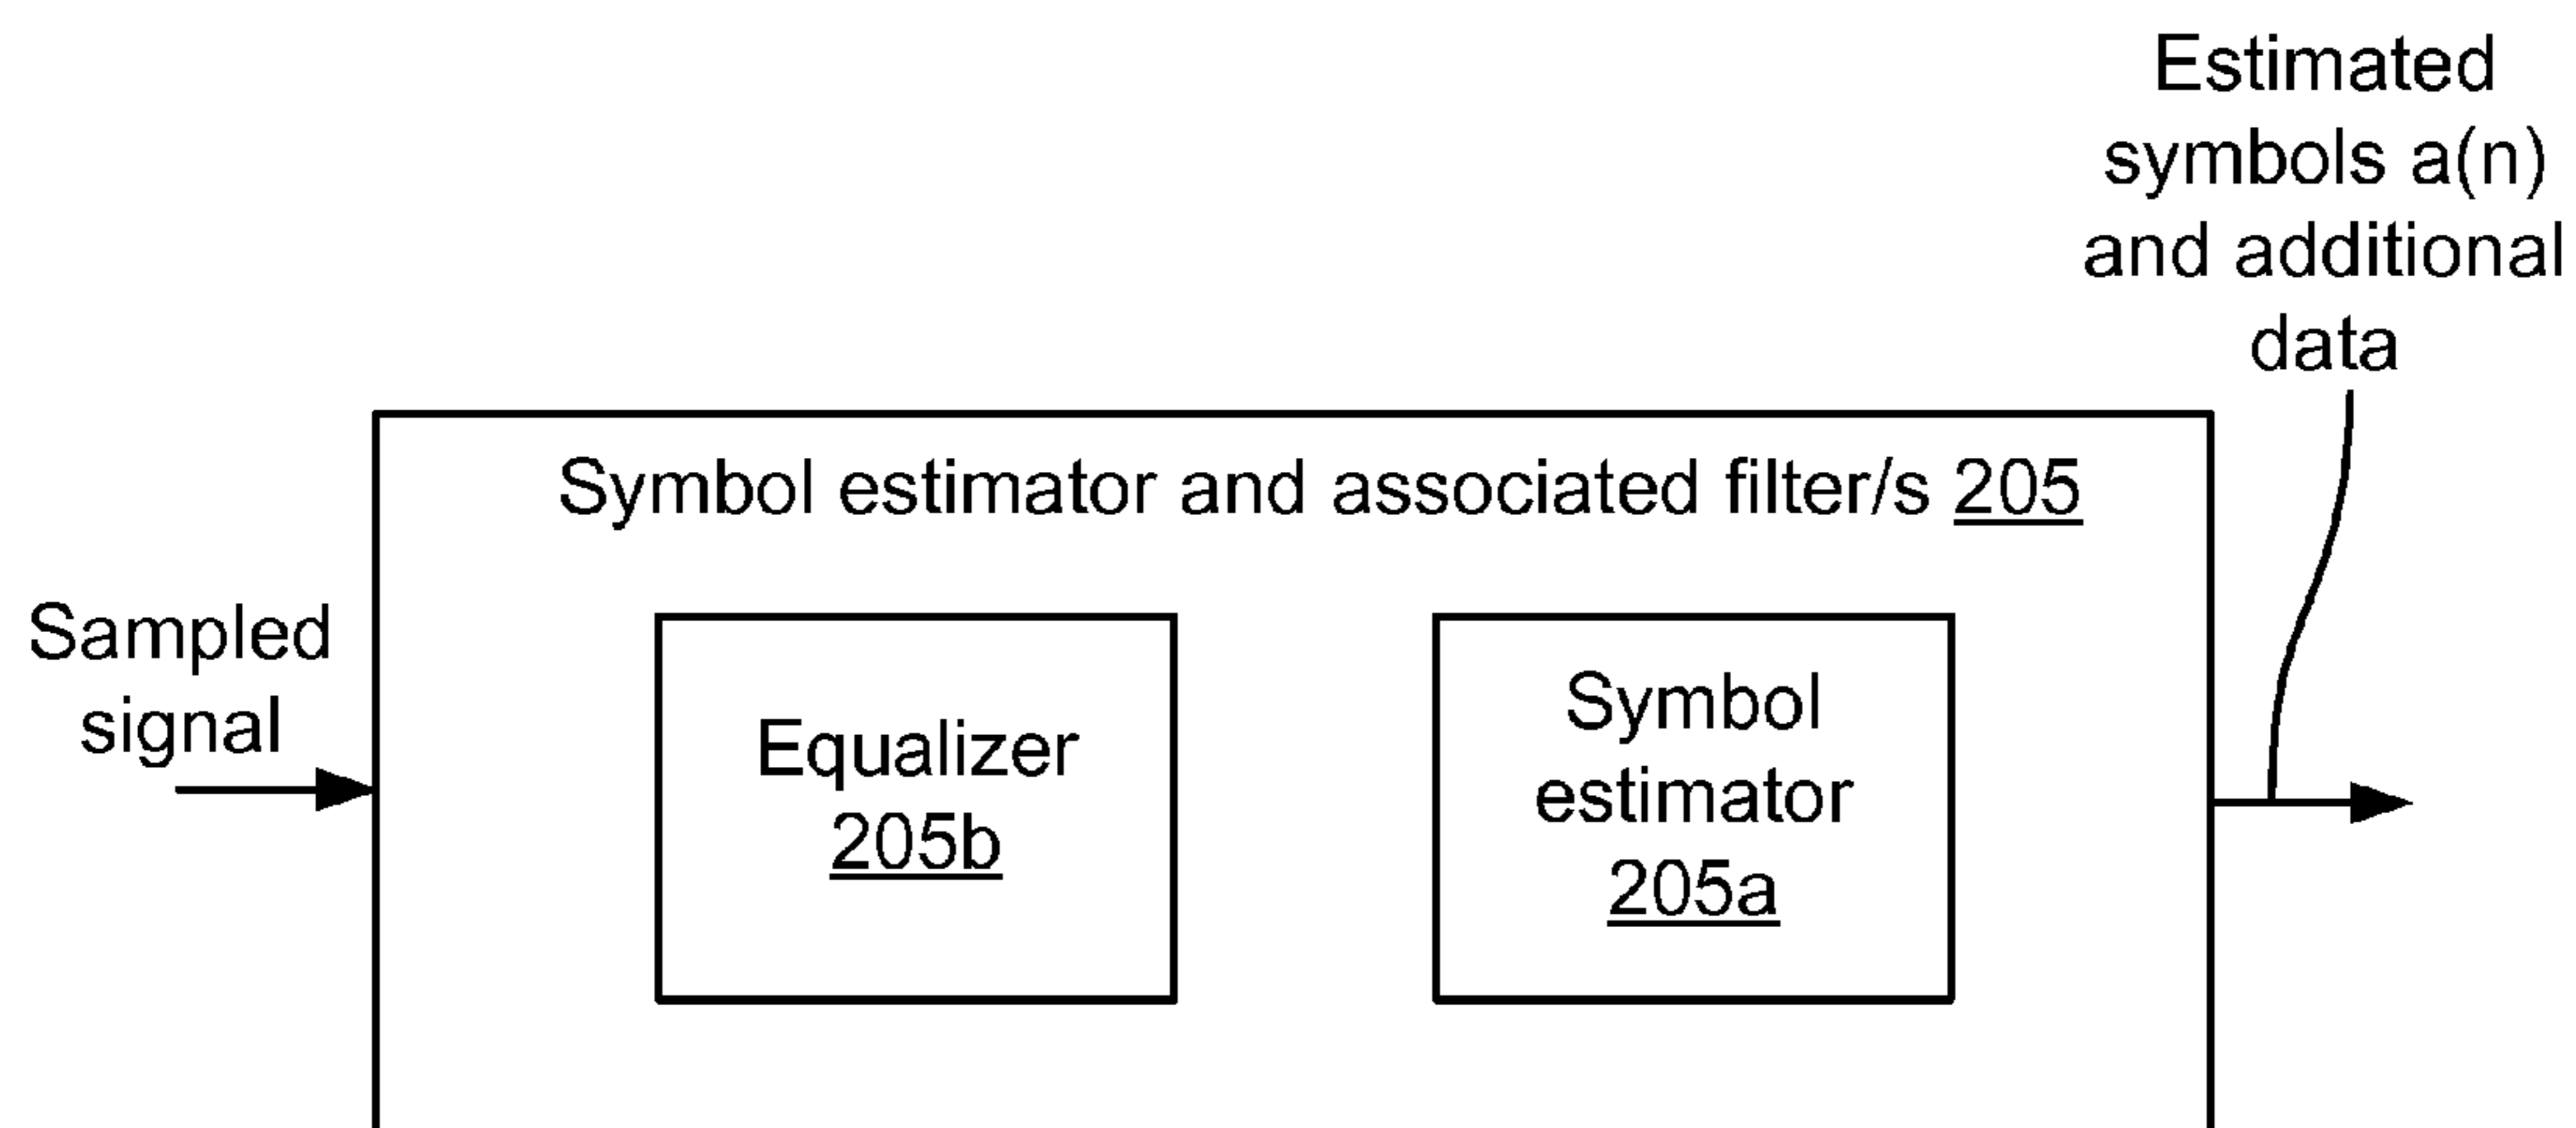 Estimated
symbols a(n)
and additional
data
Symbol estimator and associated filter/s 205
Sampled
signal
Equalizer
205b
Symbol
estimator
205a